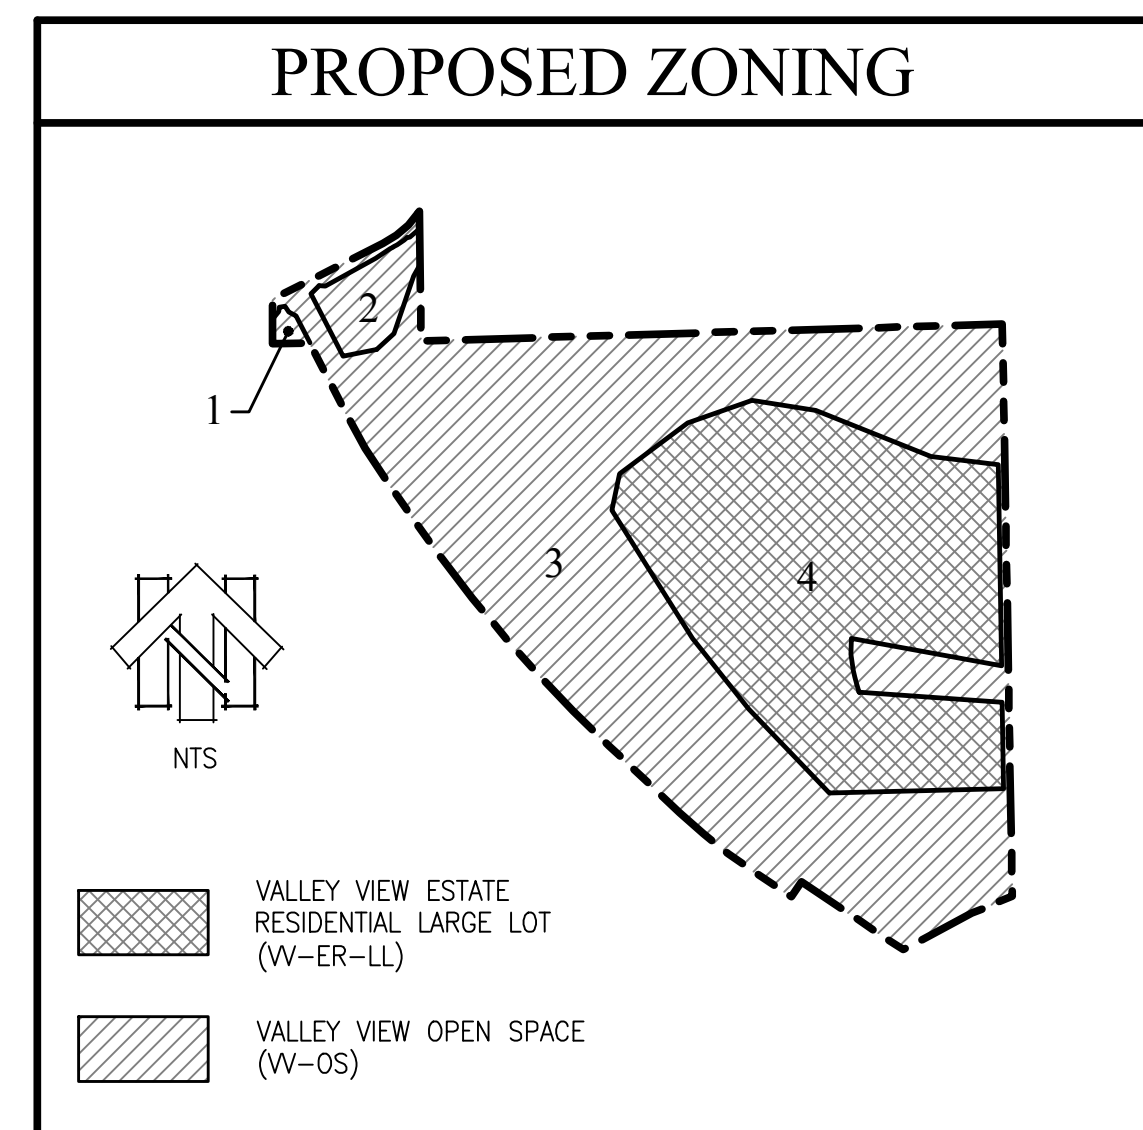 PROPOSED ZONING
2
1
3
4
N
NTS
VALLEY VIEW ESTATE
RESIDENTIAL LARGE LOT
(VV-ER-LL)
VALLEY VIEW OPEN SPACE
(VV-OS)